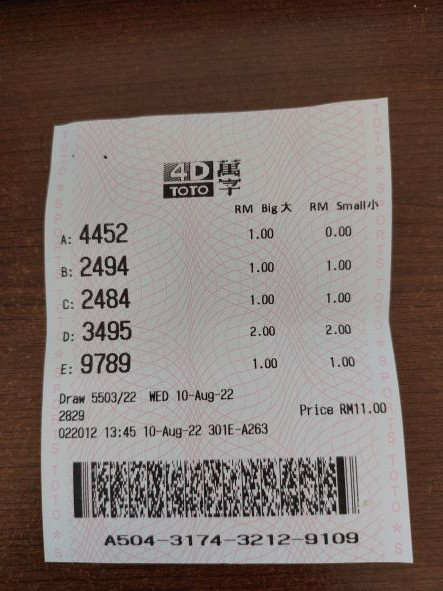 4D 萬字
TOTO
RM Big 大 RM Small 小
A: 4452 1.00 0.00
B: 2494 1.00 1.00
C: 2484 1.00 1.00
D: 3495 2.00 2.00
E: 9789 1.00 1.00
Draw 5503/22 WED 10-Aug-22
2829 Price RM11.00
022012 13:45 10-Aug-22 301E-A263
A504-3174-3212-9109